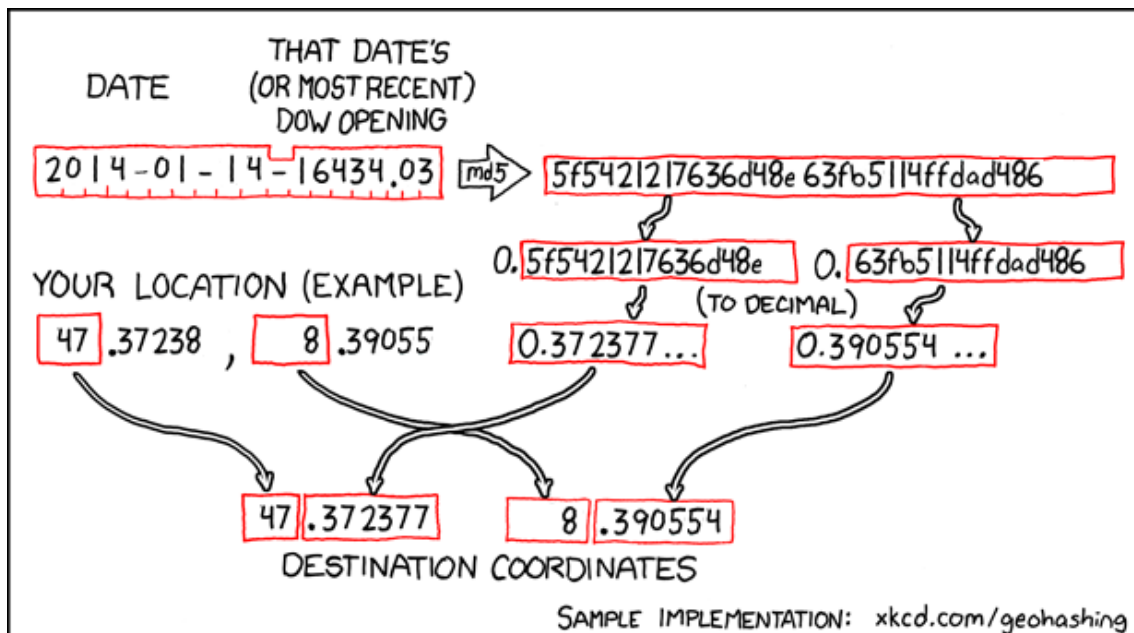 DATE
THAT DATE'S
(OR MOST RECENT)
DOW OPENING
2014-01-14-16434.03
md5
5f5421217636d48e63fb5114ffdad486
0.5f5421217636d48e
0.63fb5114ffdad486
(TO DECIMAL)
YOUR LOCATION (EXAMPLE)
47.37238, 8.39055
0.372377...
0.390554...
47.372377
8.390554
DESTINATION COORDINATES
SAMPLE IMPLEMENTATION: xkcd.com/geohashing